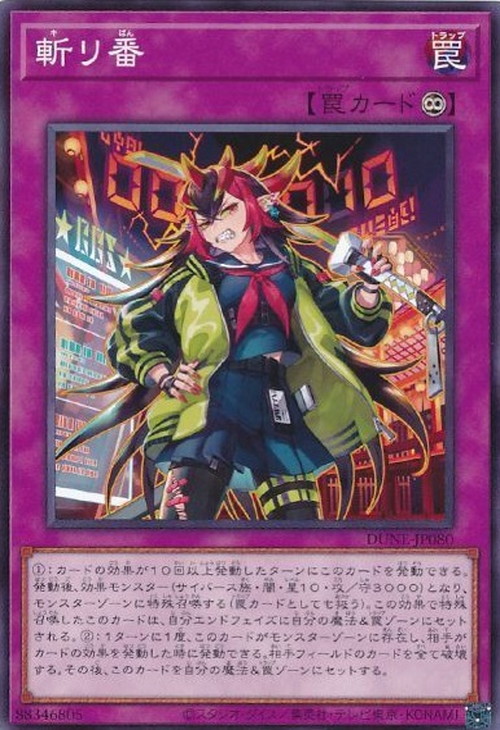 斬り番
罠
【罠カード】
DUNE-JP080
①:カードの効果が10回以上発動したターンにこのカードを発動できる。
発動後、効果モンスター(サイバース族・闇・星10・攻/守3000)となり、
モンスターゾーンに特殊召喚する(罠カードとしても扱う)。この効果で特殊
召喚したこのカードは、自分エンドフェイズに自分の魔法&罠ゾーンにセッ
トされる。②:1ターンに1度、このカードがモンスターゾーンに存在し、相手が
カードの効果を発動した時に発動できる。相手フィールドのカードを全て破壊
する。その後、このカードを自分の魔法&罠ゾーンにセットする。
88346805
©スタジオ・ダイス/集英社・テレビ東京・KONAMI